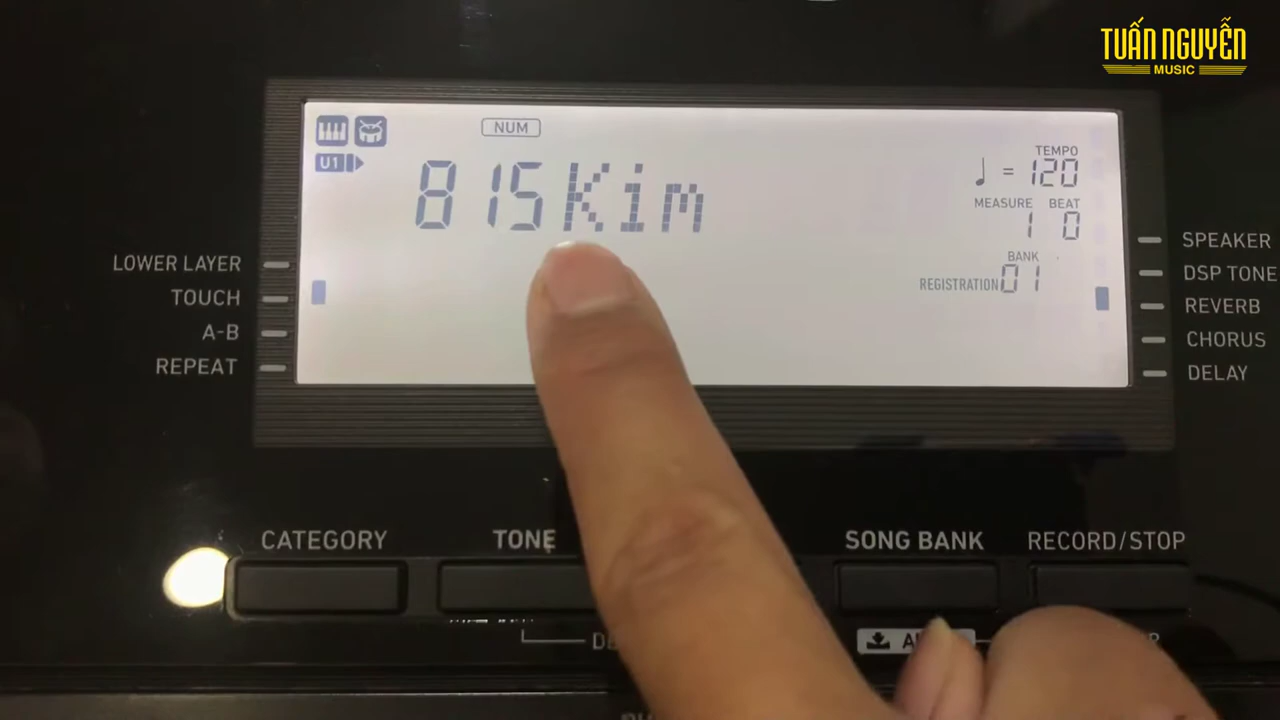 TUẤN NGUYỄN
MUSIC
NUM
U1
815Kim
TEMPO
= 120
MEASURE BEAT
1 0
BANK
REGISTRATION 01
LOWER LAYER
TOUCH
A-B
REPEAT
SPEAKER
DSP TONE
REVERB
CHORUS
DELAY
CATEGORY
TONE
SONG BANK
RECORD/STOP